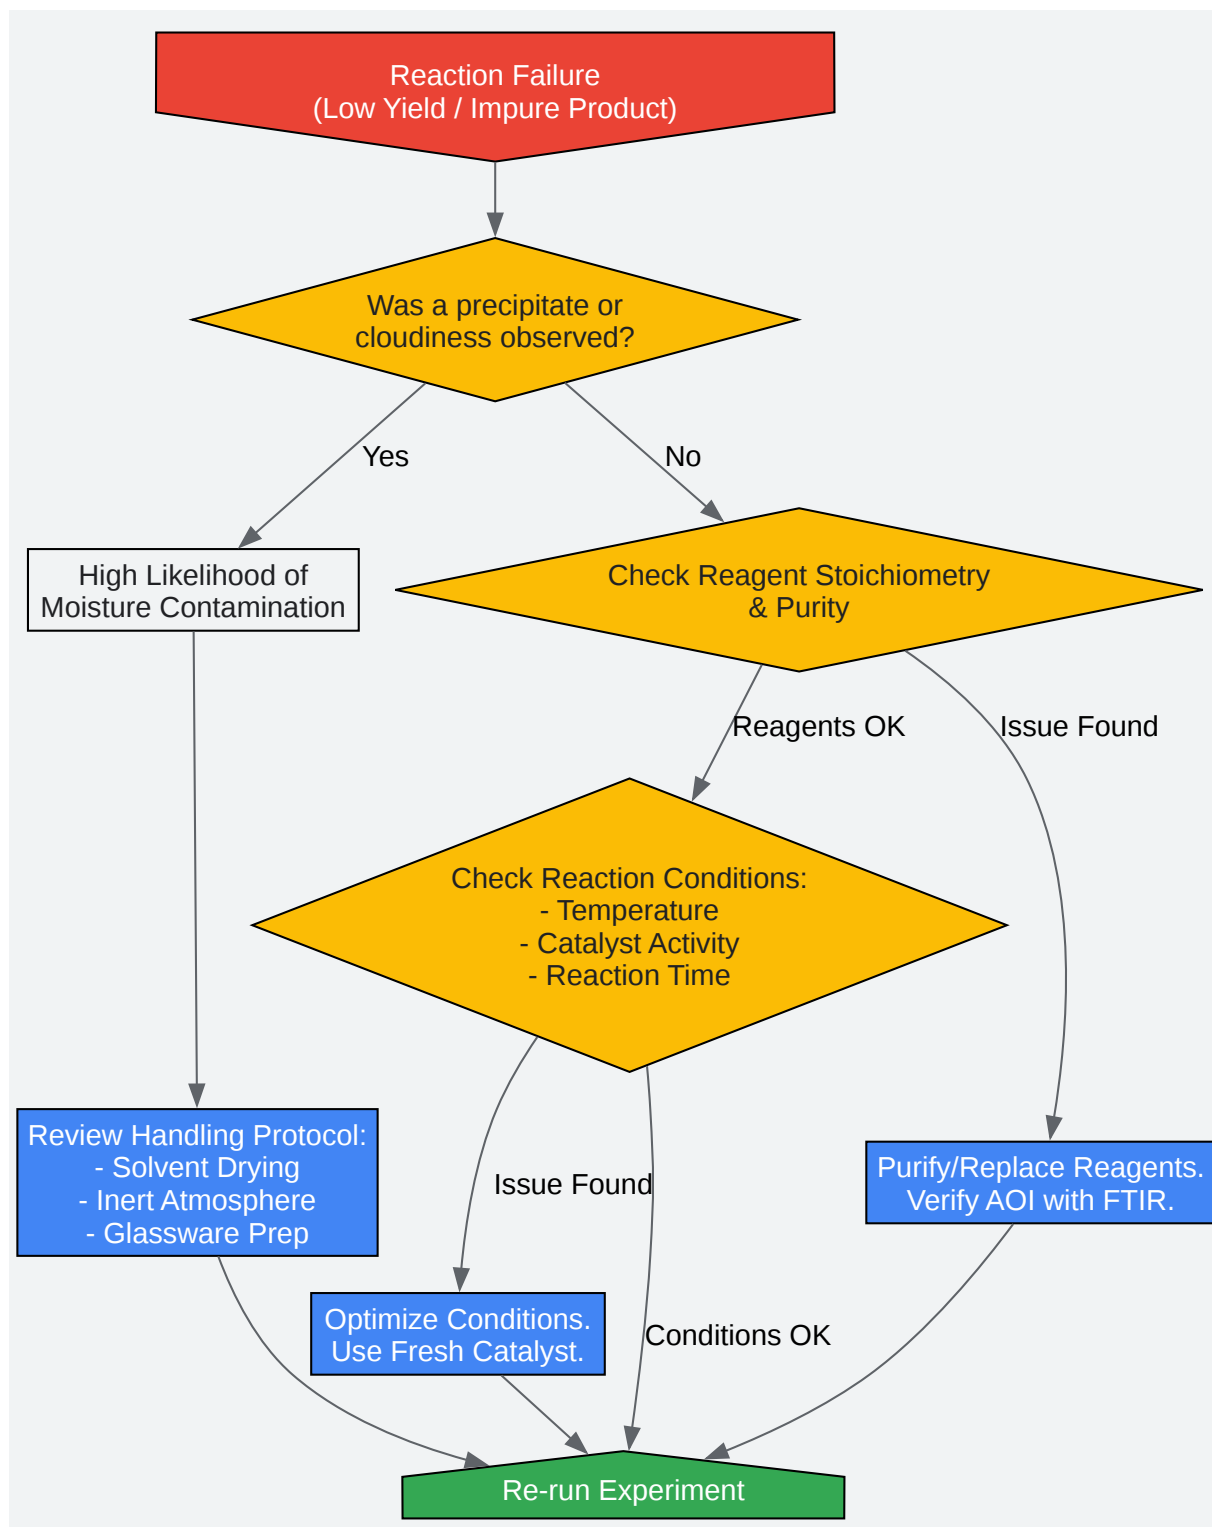 Reaction Failure
(Low Yield / Impure Product)
Was a precipitate or
cloudiness observed?
Yes
No
High Likelihood of
Moisture Contamination
Check Reagent Stoichiometry
& Purity
Reagents OK
Issue Found
Check Reaction Conditions:
- Temperature
- Catalyst Activity
- Reaction Time
Review Handling Protocol:
- Solvent Drying
- Inert Atmosphere
- Glassware Prep
Issue Found
Purify/Replace Reagents.
Verify AOI with FTIR.
Optimize Conditions.
Use Fresh Catalyst.
Conditions OK
Re-run Experiment